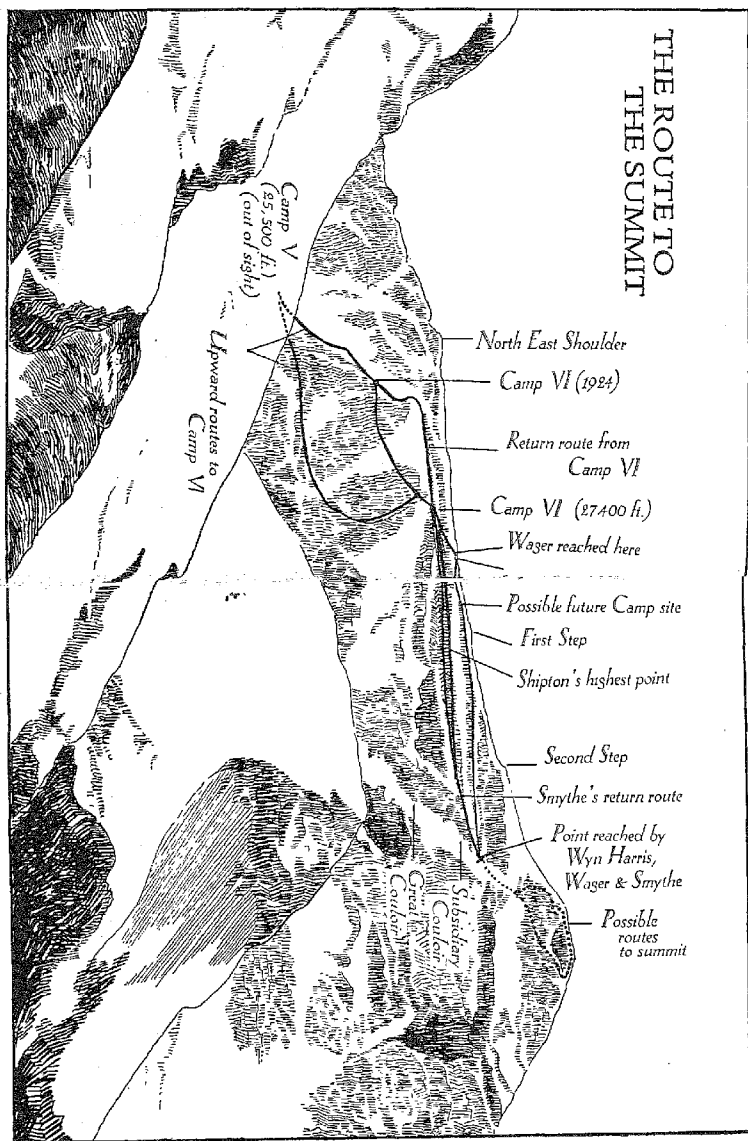 THE ROUTE TO
THE SUMMIT
North East Shoulder
Camp VI (1924)
Return route from
Camp VI
Camp VI (27400 ft.)
Wager reached here
Possible future Camp site
First Step
Shipton's highest point
Second Step
Smythe's return route
Point reached by
Wyn Harris,
Wager & Smythe
Possible
routes
to summit
Camp V
(25,500 ft.)
(out of sight)
Upward routes to
Camp VI
Subsidiary
Couloir
Great
Couloir